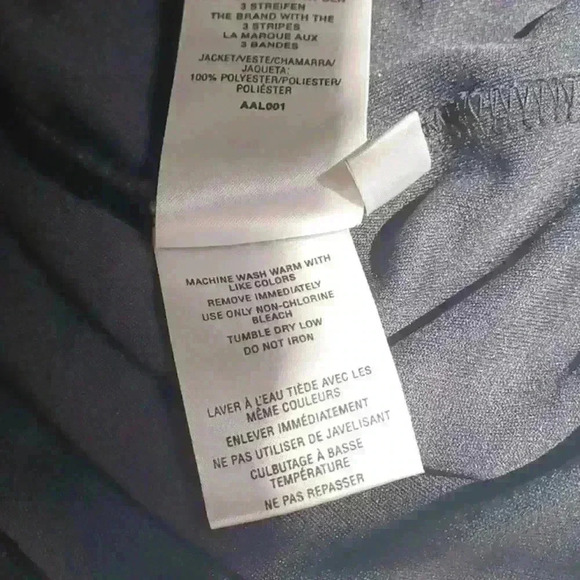 3 STREIFEN
THE BRAND WITH THE
3 STRIPES
LA MARQUE AUX
3 BANDES
JACKET/VESTE/CHAMARRA/
JAQUETA:
100% POLYESTER/POLIESTER/
POLIÉSTER
AAL001
MACHINE WASH WARM WITH
LIKE COLORS
REMOVE IMMEDIATELY
USE ONLY NON-CHLORINE
BLEACH
TUMBLE DRY LOW
DO NOT IRON
LAVER À L'EAU TIÈDE AVEC LES
MÊME COULEURS
ENLEVER IMMÉDIATEMENT
NE PAS UTILISER DE JAVELISANT
CULBUTAGE À BASSE
TEMPÉRATURE
NE PAS REPASSER